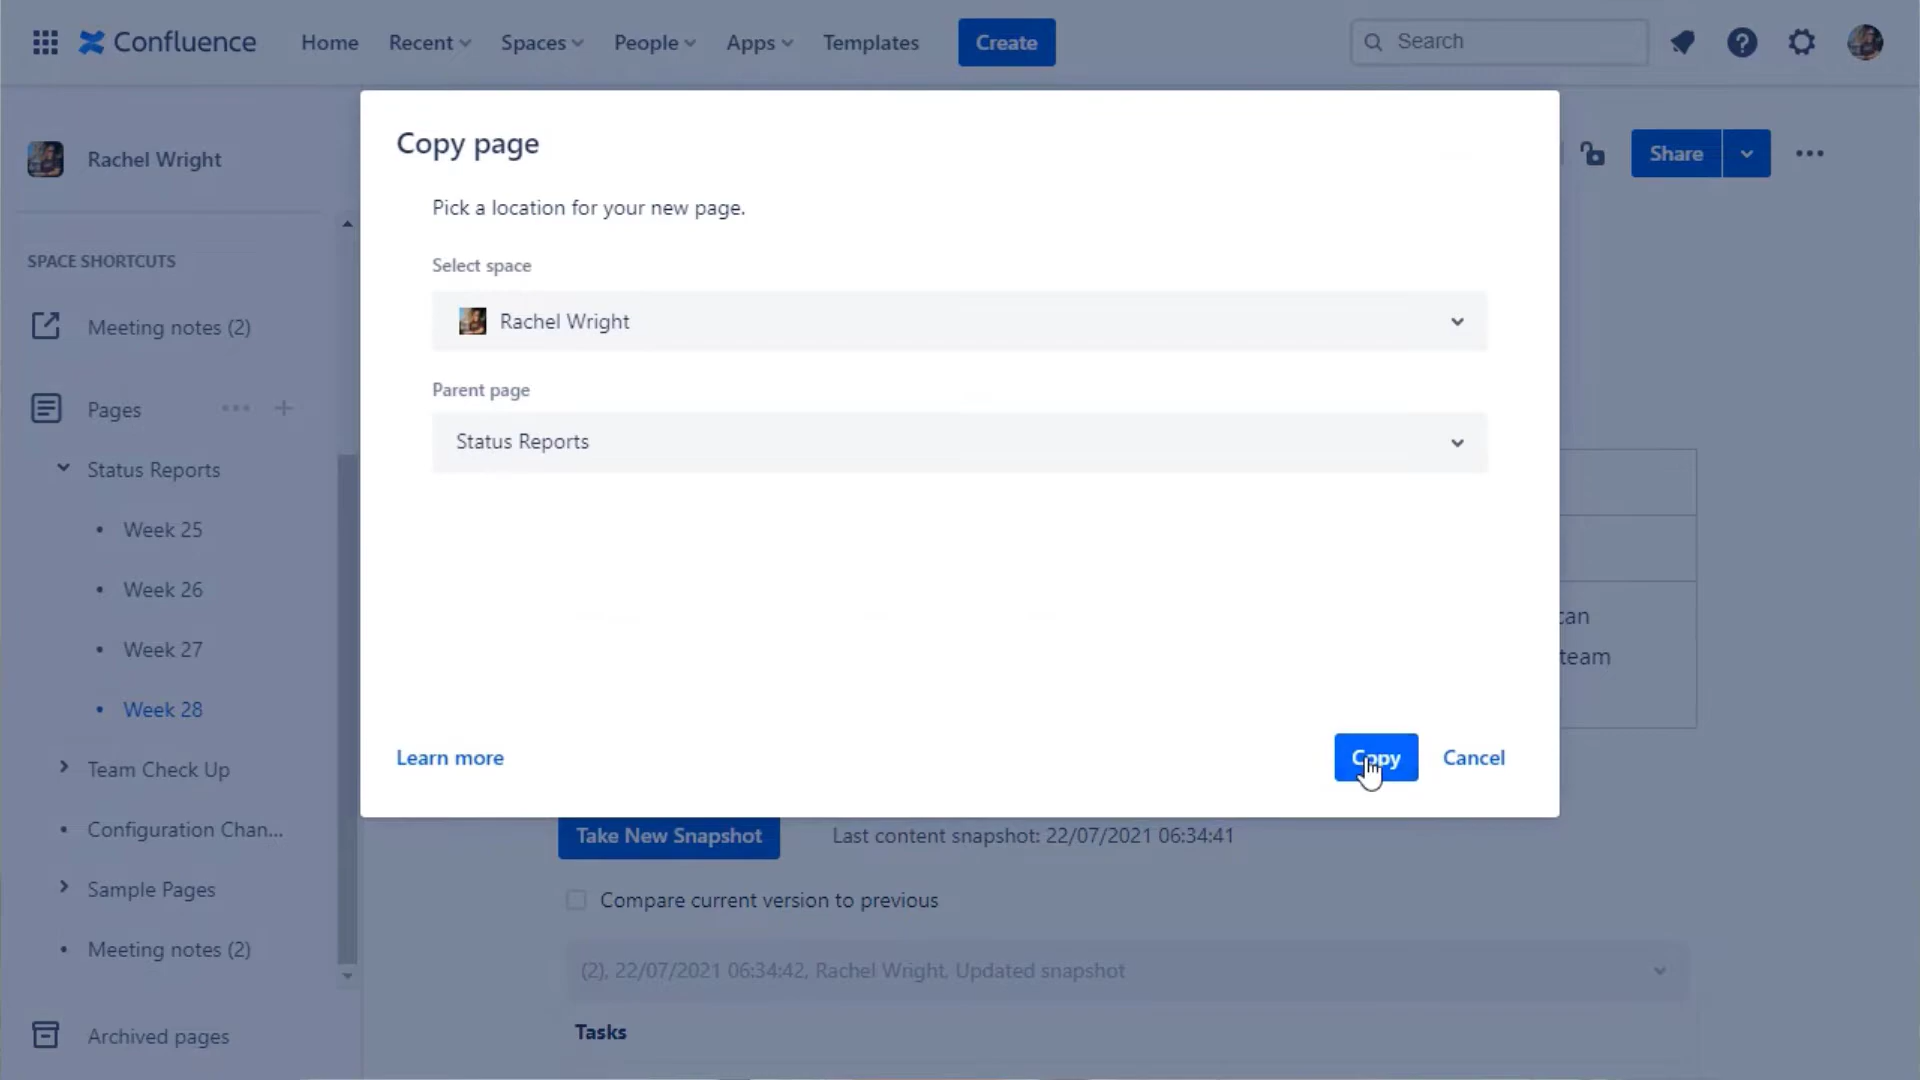 Confluence
Home
Recent
Spaces
People
Apps
Templates
Create
Search
Rachel Wright
SPACE SHORTCUTS
Meeting notes (2)
Pages
Status Reports
Week 25
Week 26
Week 27
Week 28
Team Check Up
Configuration Chan...
Sample Pages
Meeting notes (2)
Archived pages
Copy page
Pick a location for your new page.
Select space
Rachel Wright
Parent page
Status Reports
Learn more
Copy
Cancel
Share
can
team
Take New Snapshot
Last content snapshot: 22/07/2021 06:34:41
Compare current version to previous
(2), 22/07/2021 06:34:42, Rachel Wright, Updated snapshot
Tasks